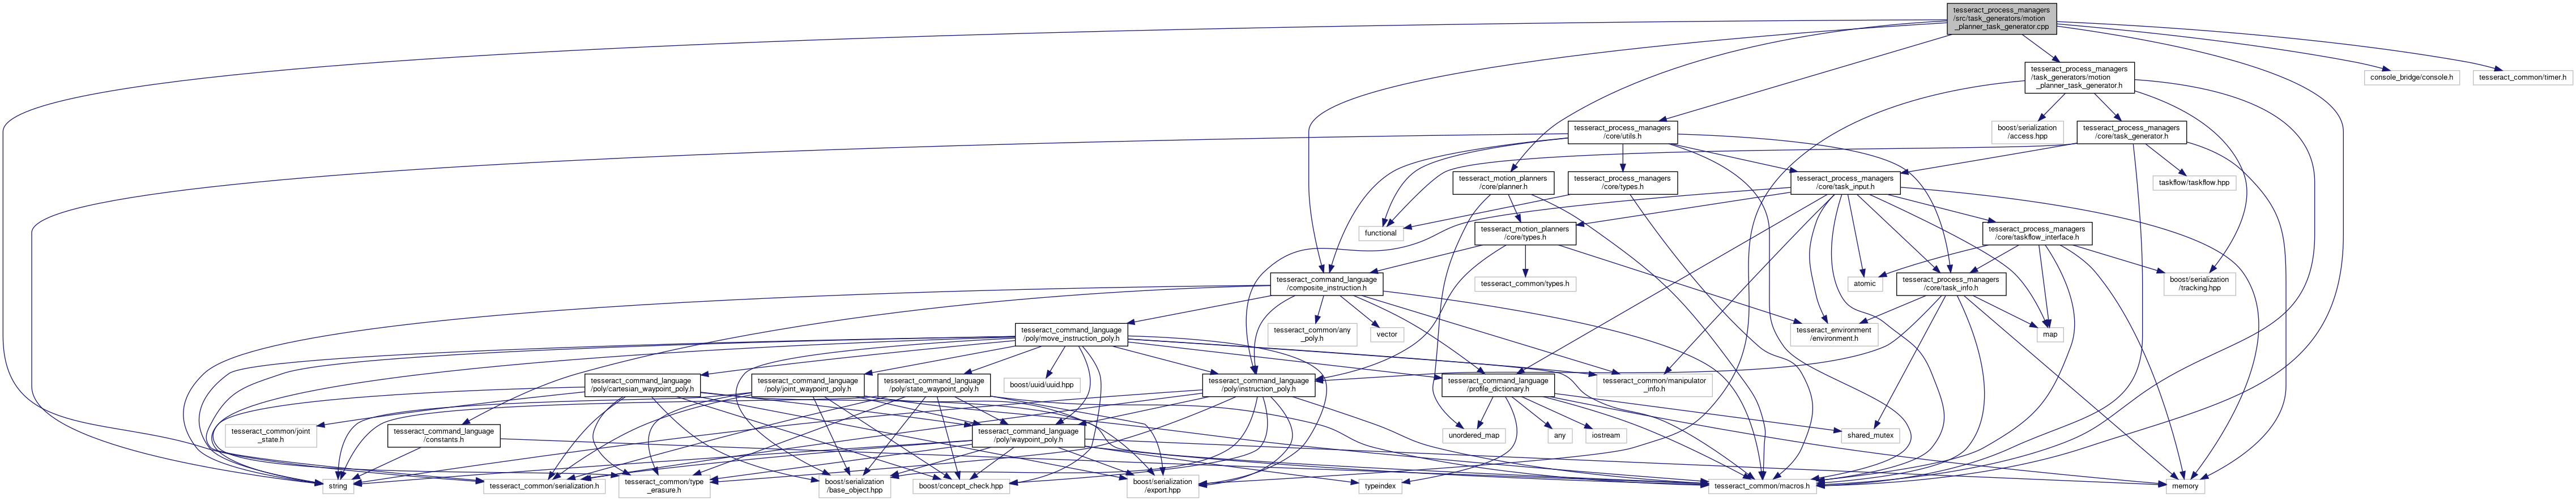 tesseract_process_managers
/src/task_generators/motion
_planner_task_generator.cpp
tesseract_process_managers
/task_generators/motion
_planner_task_generator.h
console_bridge/console.h
tesseract_common/timer.h
tesseract_process_managers
/core/utils.h
boost/serialization
/access.hpp
tesseract_process_managers
/core/task_generator.h
tesseract_motion_planners
/core/planner.h
tesseract_process_managers
/core/types.h
tesseract_process_managers
/core/task_input.h
taskflow/taskflow.hpp
functional
tesseract_motion_planners
/core/types.h
tesseract_process_managers
/core/taskflow_interface.h
tesseract_command_language
/composite_instruction.h
tesseract_common/types.h
atomic
tesseract_process_managers
/core/task_info.h
boost/serialization
/tracking.hpp
tesseract_command_language
/poly/move_instruction_poly.h
tesseract_common/any
_poly.h
vector
tesseract_environment
/environment.h
map
tesseract_command_language
/poly/cartesian_waypoint_poly.h
tesseract_command_language
/poly/joint_waypoint_poly.h
tesseract_command_language
/poly/state_waypoint_poly.h
boost/uuid/uuid.hpp
tesseract_command_language
/poly/instruction_poly.h
tesseract_command_language
/profile_dictionary.h
tesseract_common/manipulator
_info.h
tesseract_common/joint
_state.h
tesseract_command_language
/constants.h
tesseract_command_language
/poly/waypoint_poly.h
unordered_map
any
iostream
shared_mutex
string
tesseract_common/serialization.h
tesseract_common/type
_erasure.h
boost/serialization
/base_object.hpp
boost/concept_check.hpp
boost/serialization
/export.hpp
typeindex
tesseract_common/macros.h
memory